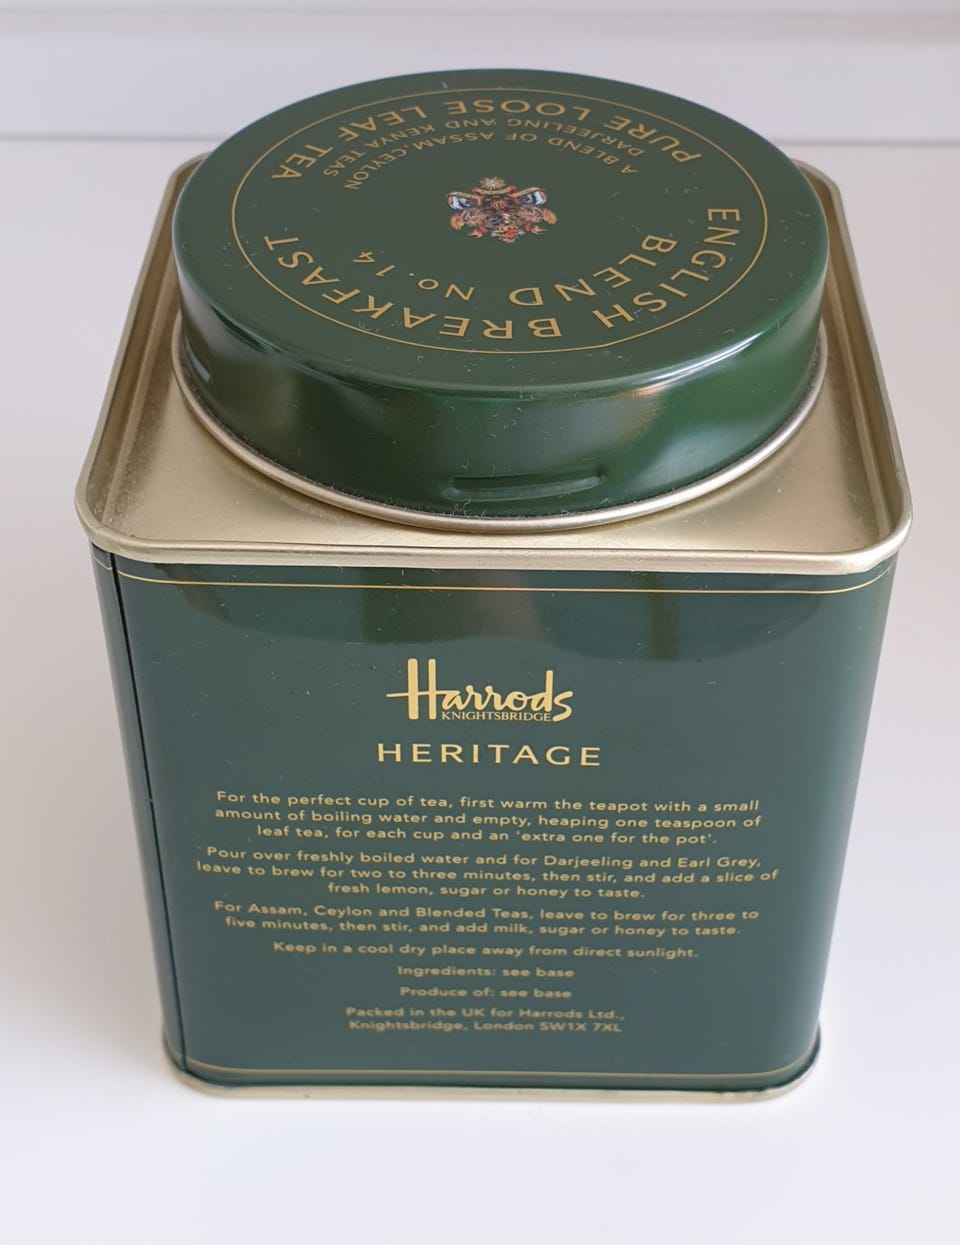 ENGLISH BREAKFAST
BLEND No. 14
A BLEND OF ASSAM, CEYLON
DARJEELING AND KENYA TEAS
PURE LOOSE LEAF TEA
Harrods
KNIGHTSBRIDGE
HERITAGE
For the perfect cup of tea, first warm the teapot with a small
amount of boiling water and empty, heaping one teaspoon of
leaf tea, for each cup and an 'extra one for the pot'.
Pour over freshly boiled water and for Darjeeling and Earl Grey,
leave to brew for two to three minutes, then stir, and add a slice of
fresh lemon, sugar or honey to taste.
For Assam, Ceylon and Blended Teas, leave to brew for three to
five minutes, then stir, and add milk, sugar or honey to taste.
Keep in a cool dry place away from direct sunlight.
Ingredients: see base
Produce of: see base
Packed in the UK for Harrods Ltd.,
Knightsbridge, London SW1X 7XL